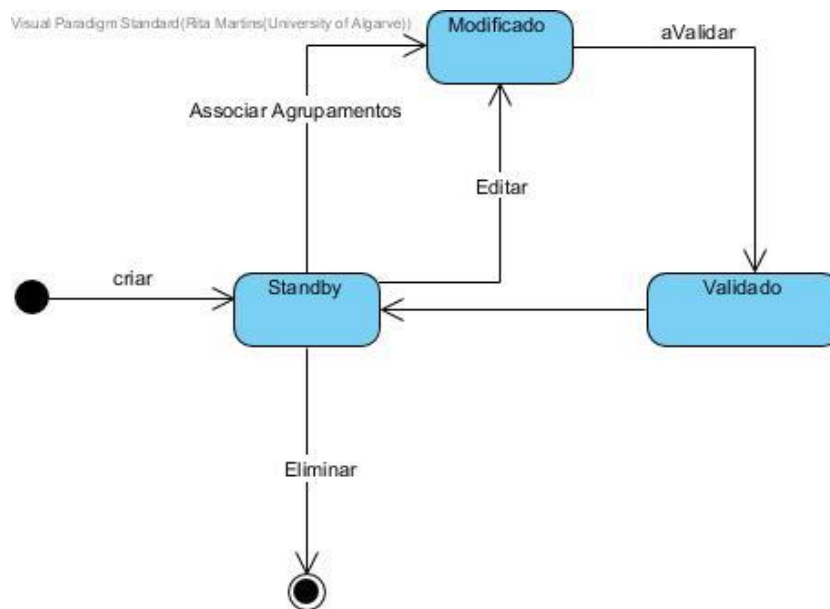 Visual Paradigm Standard(Rita Martins(University of Algarve))
Modificado
aValidar
Associar Agrupamentos
Editar
criar
Standby
Validado
Eliminar